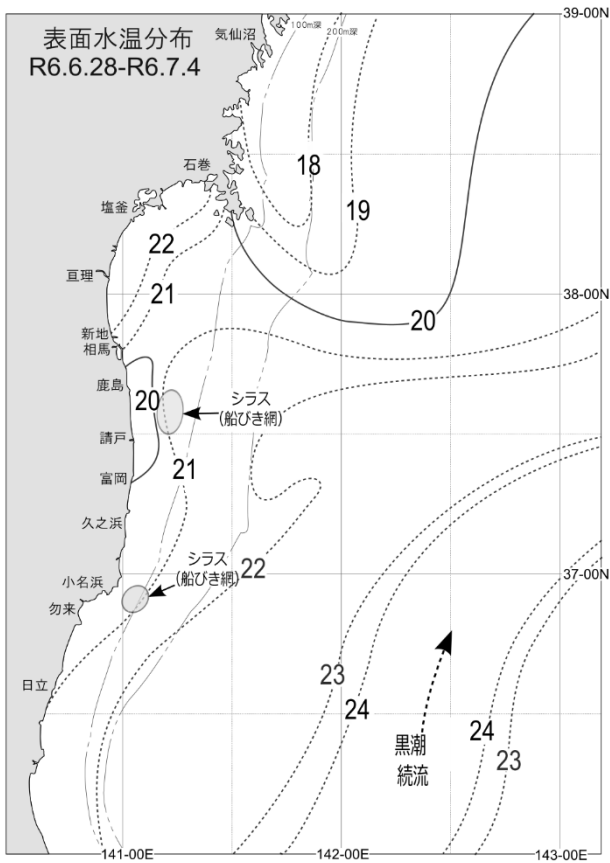 表面水温分布
R6.6.28-R6.7.4
気仙沼
100m深
200m深
39-00N
石巻
18
塩釜
19
22
亘理
21
38-00N
20
新地
相馬
鹿島
20
シラス
(船びき網)
請戸
21
富岡
久之浜
シラス
(船びき網)
22
37-00N
小名浜
勿来
日立
23
24
24
黒潮
続流
23
141-00E
142-00E
143-00E